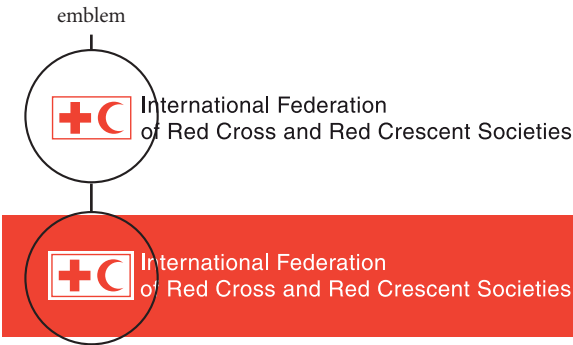 emblem
International Federation
of Red Cross and Red Crescent Societies
International Federation
of Red Cross and Red Crescent Societies